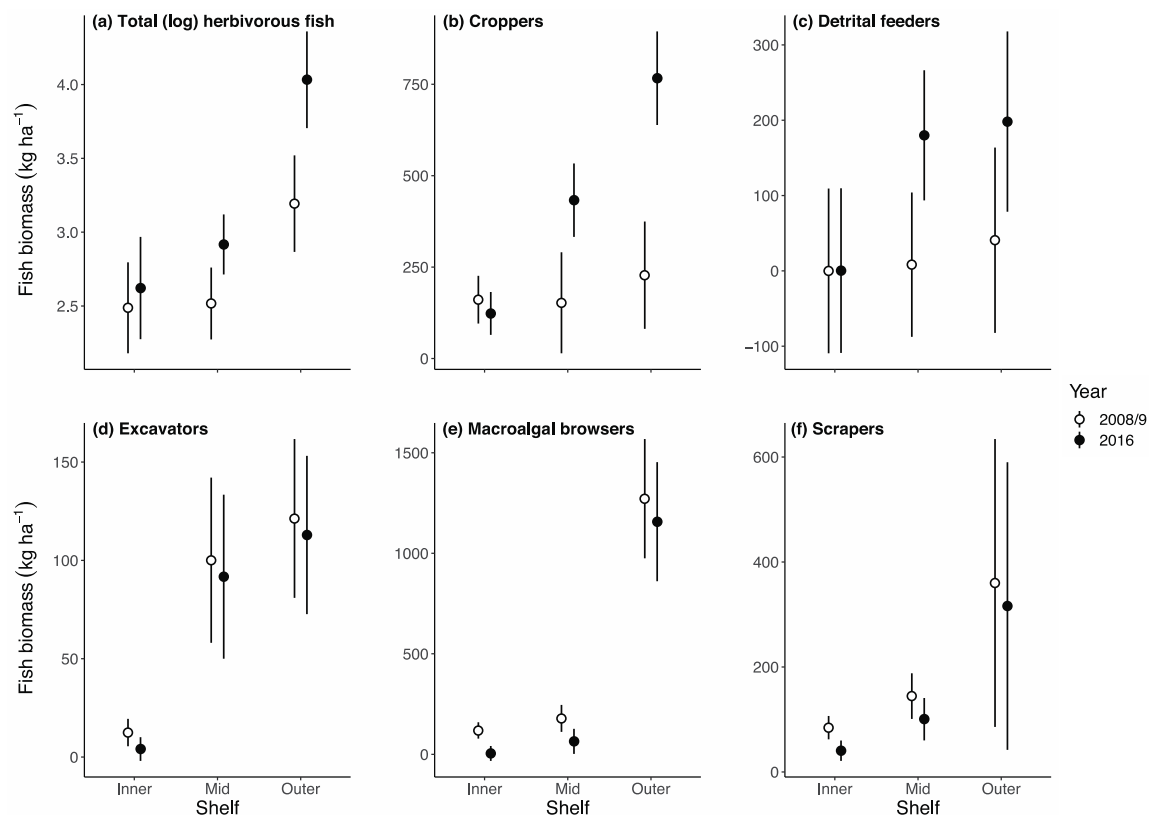 (a) Total (log) herbivorous fish
(b) Croppers
(c) Detrital feeders
Fish biomass (kg ha⁻¹)
4.0
3.5
3.0
2.5
750
500
250
0
300
200
100
0
−100
(d) Excavators
(e) Macroalgal browsers
(f) Scrapers
Fish biomass (kg ha⁻¹)
150
100
50
0
1500
1000
500
0
600
400
200
0
Inner Mid Outer
Shelf
Inner Mid Outer
Shelf
Inner Mid Outer
Shelf
Year
2008/9
2016